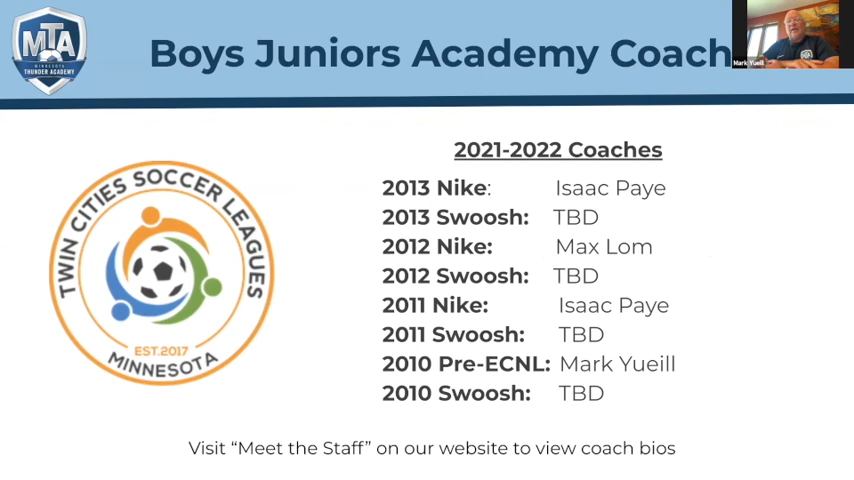 MTA
MINNESOTA
THUNDER ACADEMY
Boys Juniors Academy Coach
Mark Yueill
2021-2022 Coaches
2013 Nike: Isaac Paye
2013 Swoosh: TBD
2012 Nike: Max Lom
2012 Swoosh: TBD
2011 Nike: Isaac Paye
2011 Swoosh: TBD
2010 Pre-ECNL: Mark Yueill
2010 Swoosh: TBD
TWIN CITIES SOCCER LEAGUES
EST.2017
MINNESOTA
Visit “Meet the Staff” on our website to view coach bios